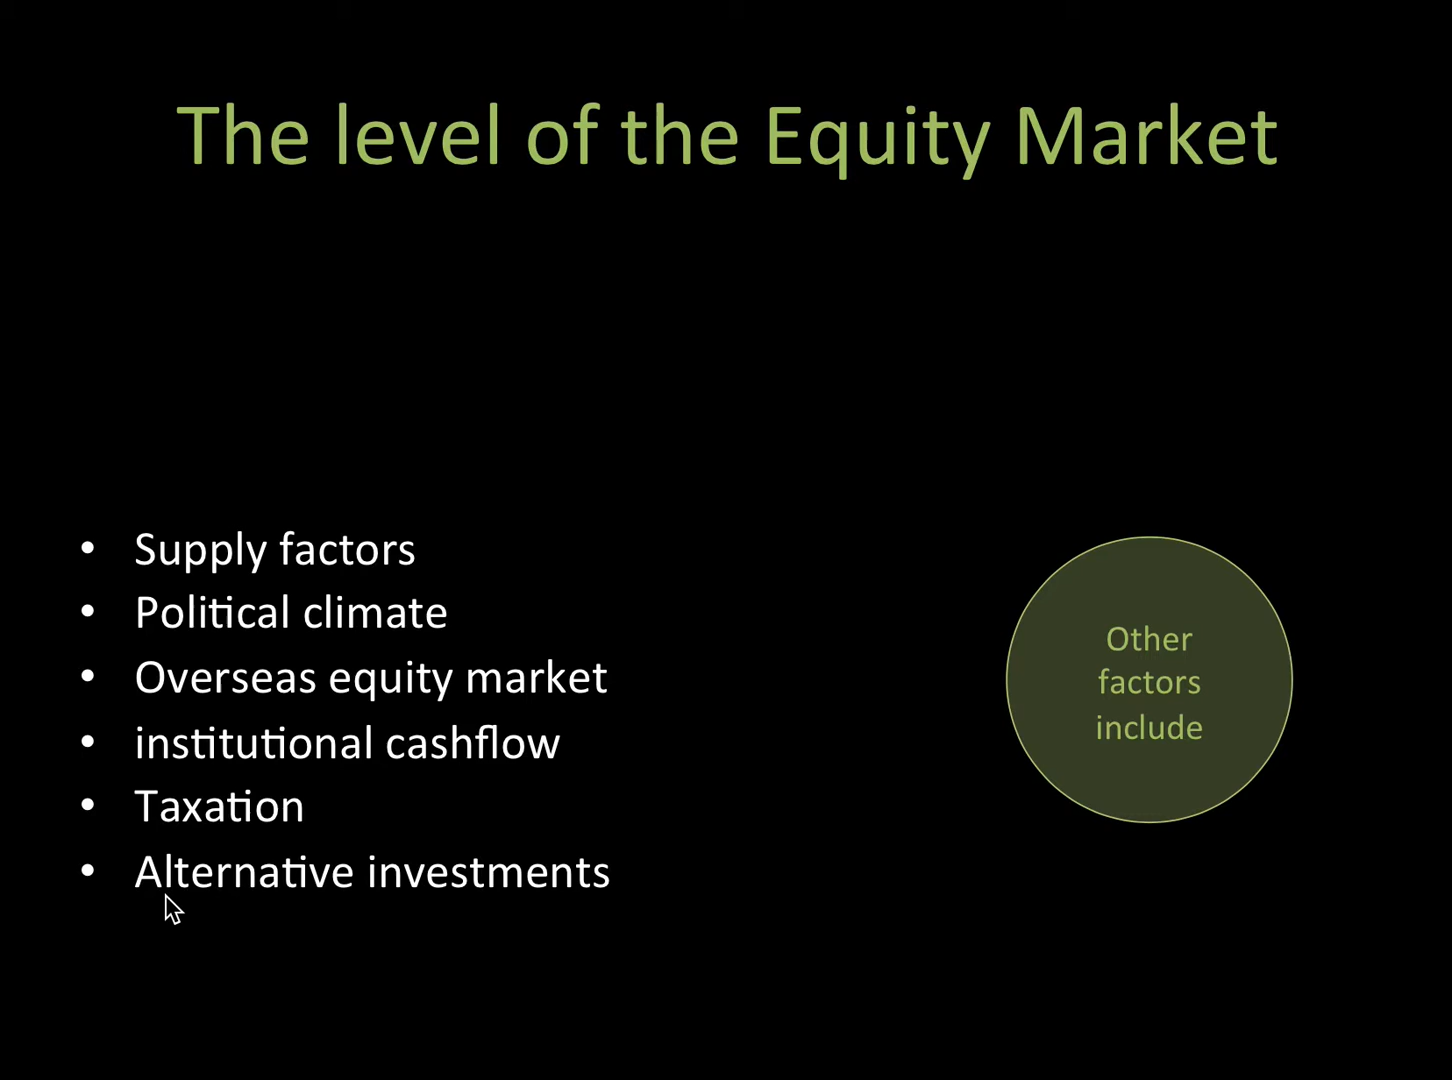 The level of the Equity Market
• Supply factors
• Political climate
• Overseas equity market
• institutional cashflow
• Taxation
• Alternative investments
Other
factors
include